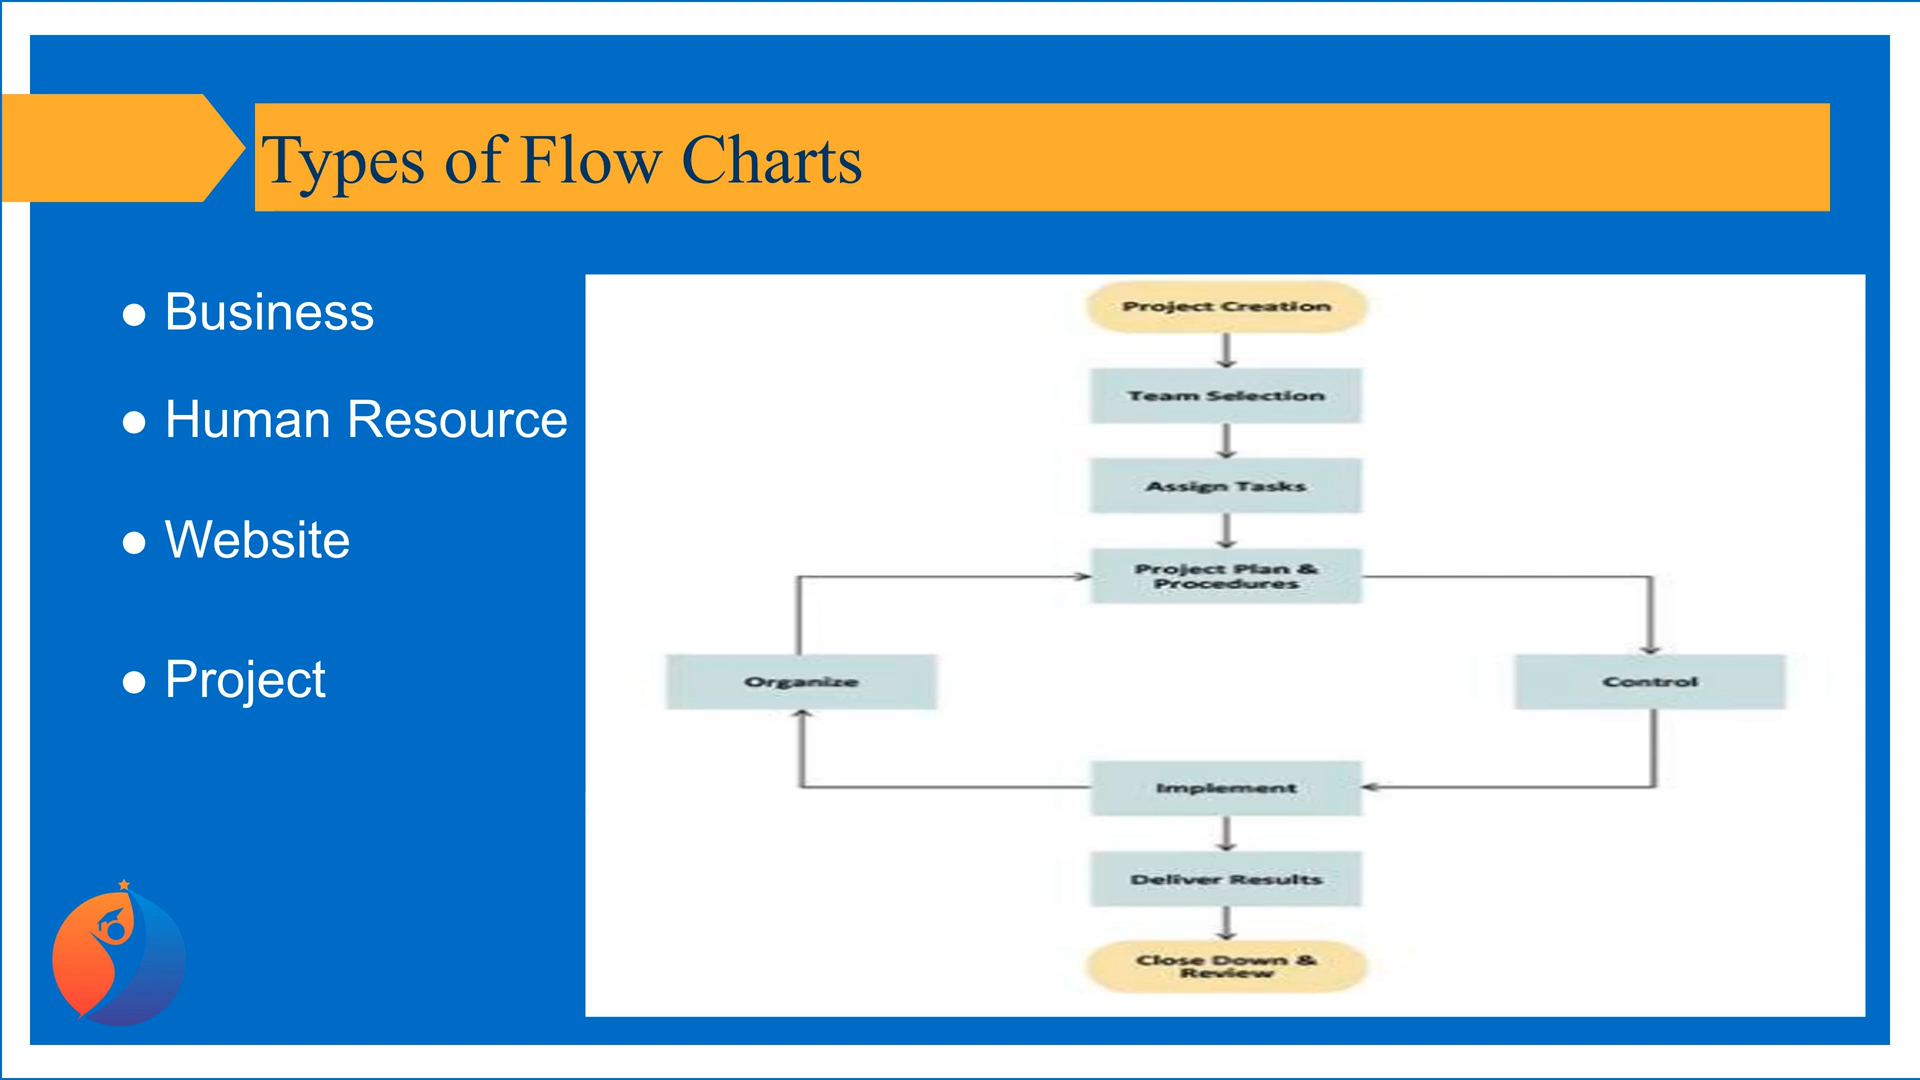 Types of Flow Charts
● Business
● Human Resource
● Website
● Project
Project Creation
Team Selection
Assign Tasks
Project Plan &
Procedures
Organize
Control
Implement
Deliver Results
Close Down &
Review